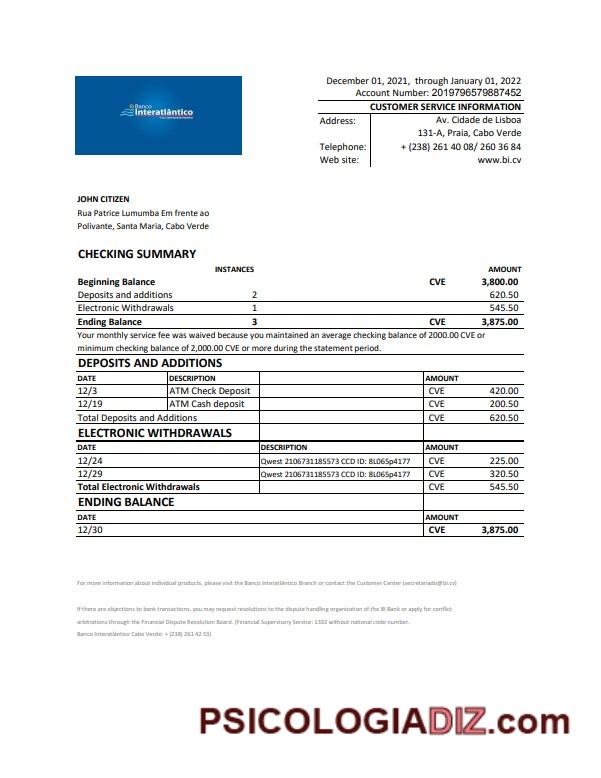 December 01, 2021, through January 01, 2022
Account Number: 2019796579887452
Banco
Interatlântico
CUSTOMER SERVICE INFORMATION
Address: Av. Cidade de Lisboa
131-A, Praia, Cabo Verde
Telephone: + (238) 261 40 08/ 260 36 84
Web site: www.bi.cv
JOHN CITIZEN
Rua Patrice Lumumba Em frente ao
Polivante, Santa Maria, Cabo Verde
CHECKING SUMMARY
INSTANCES AMOUNT
Beginning Balance CVE 3,800.00
Deposits and additions 2 620.50
Electronic Withdrawals 1 545.50
Ending Balance 3 CVE 3,875.00
Your monthly service fee was waived because you maintained an average checking balance of 2000.00 CVE or
minimum checking balance of 2,000.00 CVE or more during the statement period.
DEPOSITS AND ADDITIONS
DATE DESCRIPTION AMOUNT
12/3 ATM Check Deposit CVE 420.00
12/19 ATM Cash deposit CVE 200.50
Total Deposits and Additions CVE 620.50
ELECTRONIC WITHDRAWALS
DATE DESCRIPTION AMOUNT
12/24 Qwest 2106731185573 CCD ID: 8L065p4177 CVE 225.00
12/29 Qwest 2106731185573 CCD ID: 8L065p4177 CVE 320.50
Total Electronic Withdrawals CVE 545.50
ENDING BALANCE
DATE AMOUNT
12/30 CVE 3,875.00
For more information about individual products, please visit the Banco Interatlântico Branch or contact the Customer Center (secretariado@bi.cv)
If there are objections to bank transactions, you may request resolutions to the dispute handling organization of the BI Bank or apply for conflict
arbitrations through the Financial Dispute Resolution Board. (Financial Supervisory Service: 1332 without national code number.
Banco Interatlântico Cabo Verde: + (238) 261 42 53)
PSICOLOGIADIZ.com